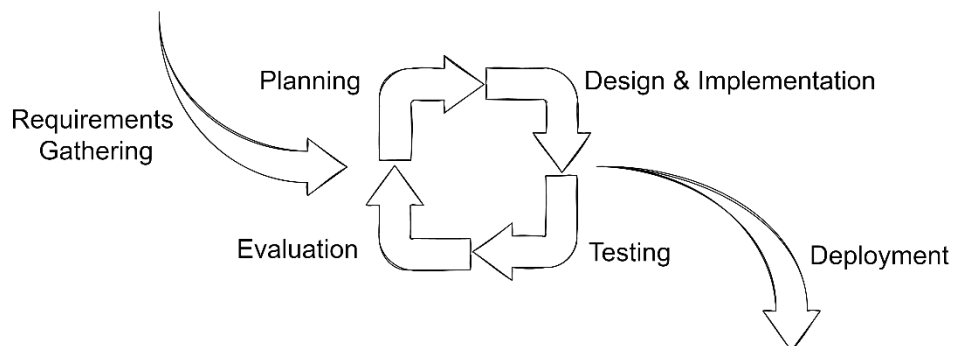 Planning
Design & Implementation
Requirements
Gathering
Evaluation
Testing
Deployment